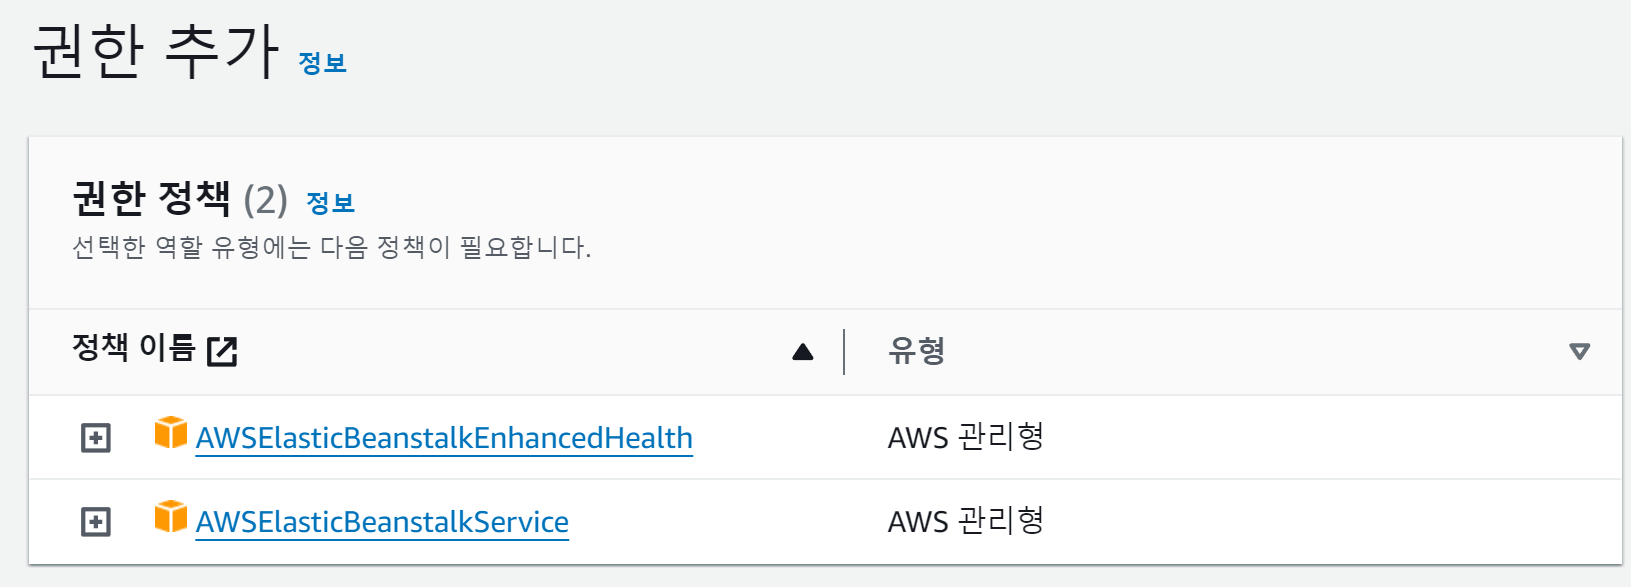 권한 추가 정보
권한 정책 (2) 정보
선택한 역할 유형에는 다음 정책이 필요합니다.
정책 이름 유형
AWSElasticBeanstalkEnhancedHealth AWS 관리형
AWSElasticBeanstalkService AWS 관리형